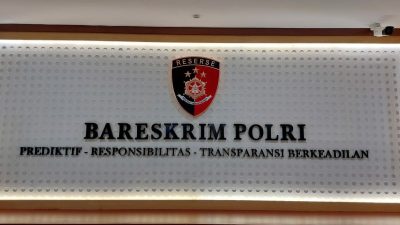 RESERSE
BARESKRIM POLRI
PREDIKTIF - RESPONSIBILITAS - TRANSPARANSI BERKEADILAN